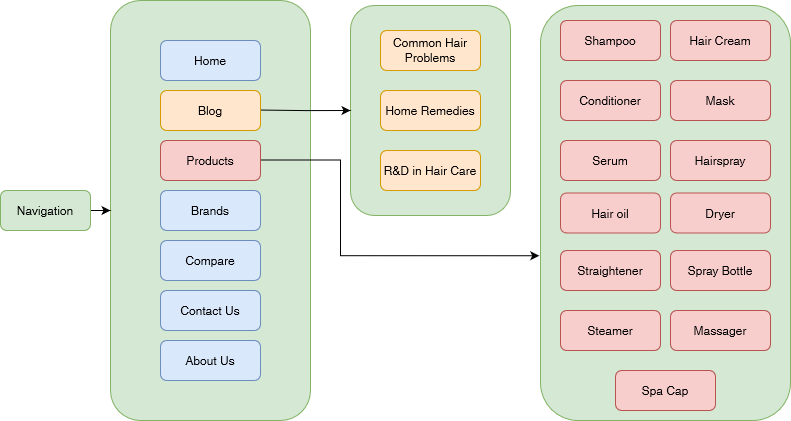 Navigation
Home
Blog
Products
Brands
Compare
Contact Us
About Us
Common Hair
Problems
Home Remedies
R&D in Hair Care
Shampoo
Hair Cream
Conditioner
Mask
Serum
Hairspray
Hair oil
Dryer
Straightener
Spray Bottle
Steamer
Massager
Spa Cap